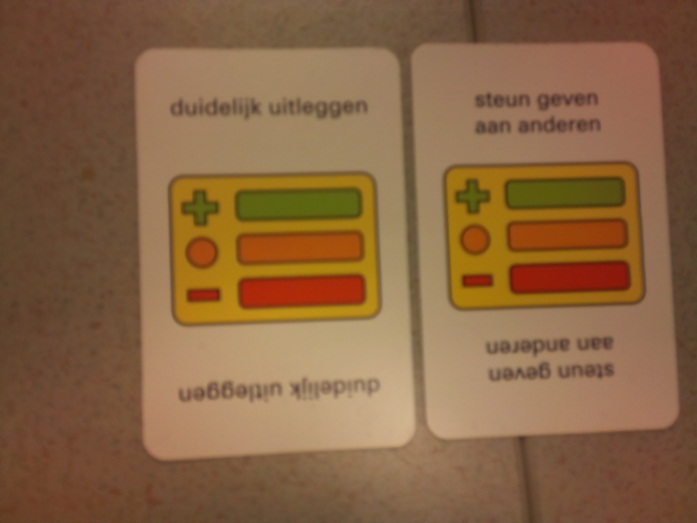 duidelijk uitleggen
duidelijk uitleggen
steun geven
aan anderen
steun geven
aan anderen